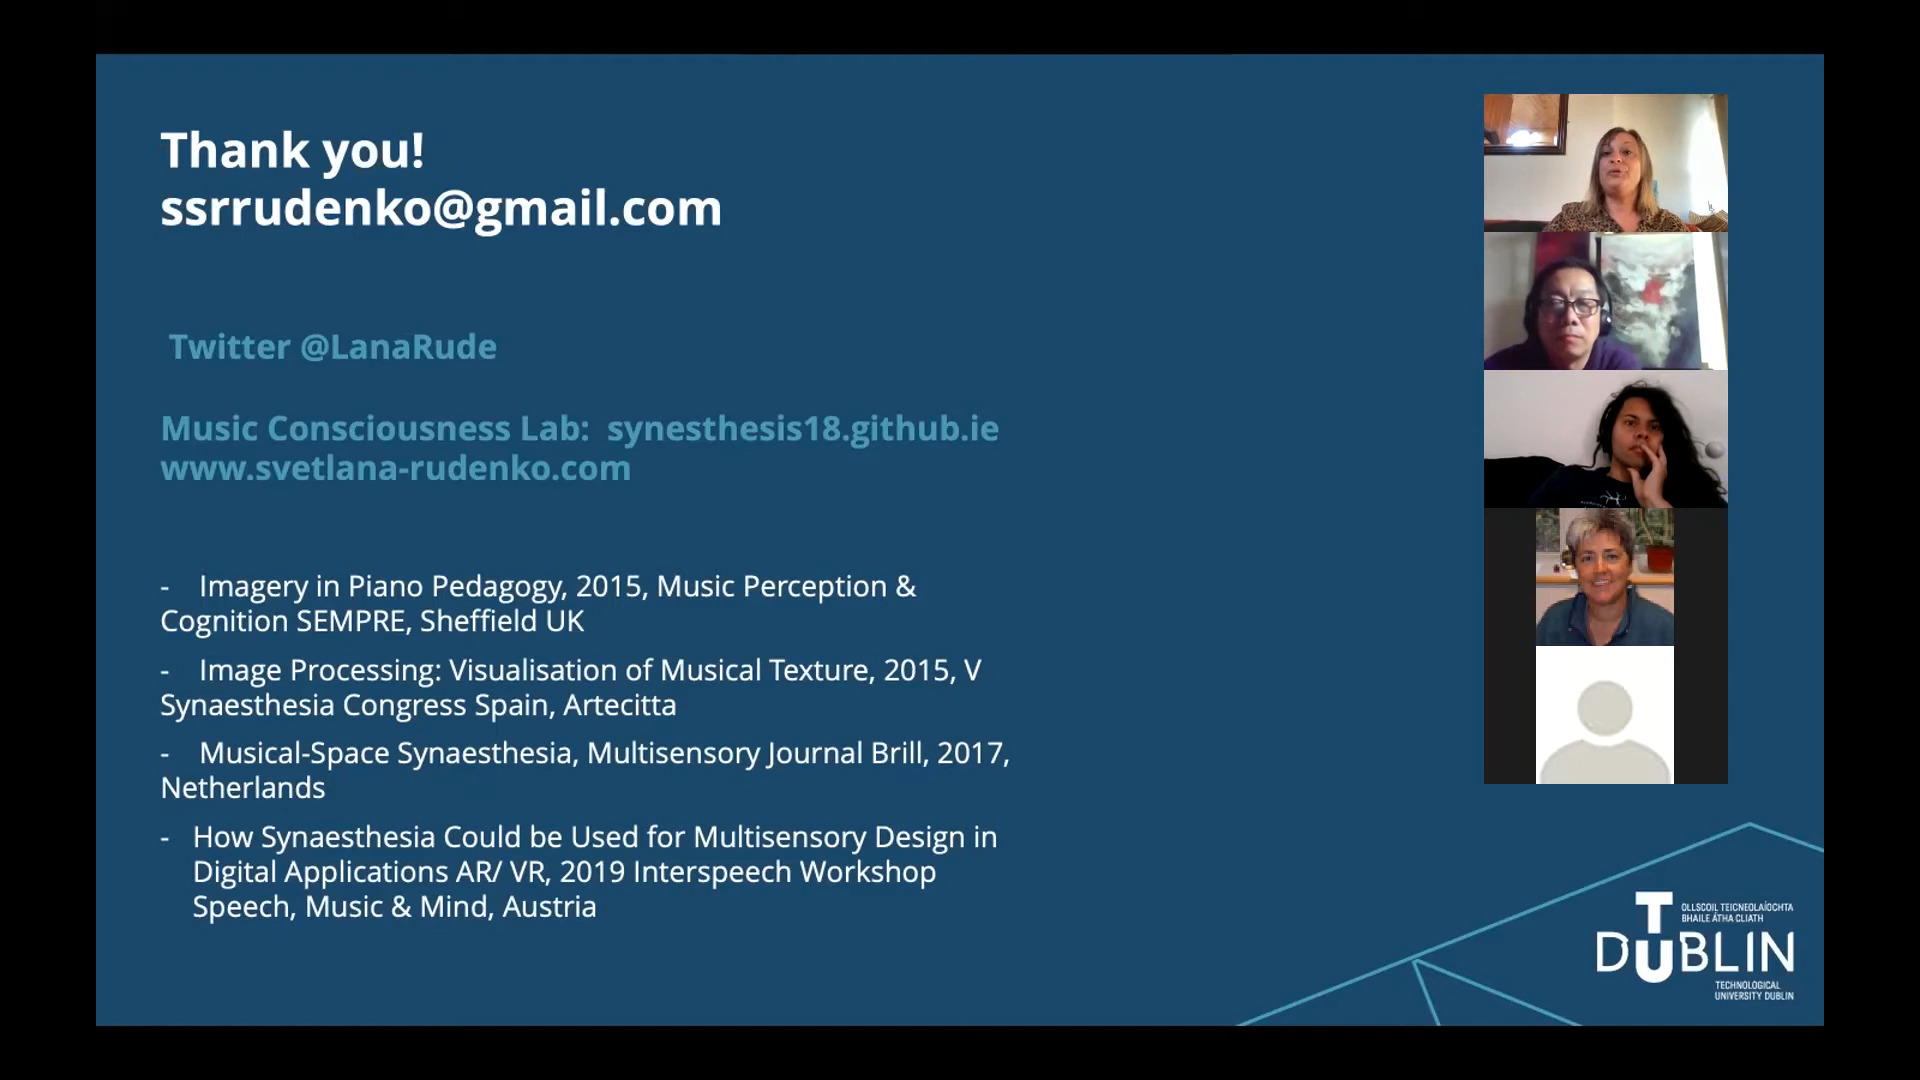 Thank you!
ssrrudenko@gmail.com
Twitter @LanaRude
Music Consciousness Lab:  synesthesis18.github.ie
www.svetlana-rudenko.com
- Imagery in Piano Pedagogy, 2015, Music Perception &
Cognition SEMPRE, Sheffield UK
- Image Processing: Visualisation of Musical Texture, 2015, V
Synaesthesia Congress Spain, Artecitta
- Musical-Space Synaesthesia, Multisensory Journal Brill, 2017,
Netherlands
- How Synaesthesia Could be Used for Multisensory Design in
Digital Applications AR/ VR, 2019 Interspeech Workshop
Speech, Music & Mind, Austria
OLLSCOIL TEICNEOLAÍOCHTA
BHAILE ÁTHA CLIATH
TU DUBLIN
TECHNOLOGICAL
UNIVERSITY DUBLIN